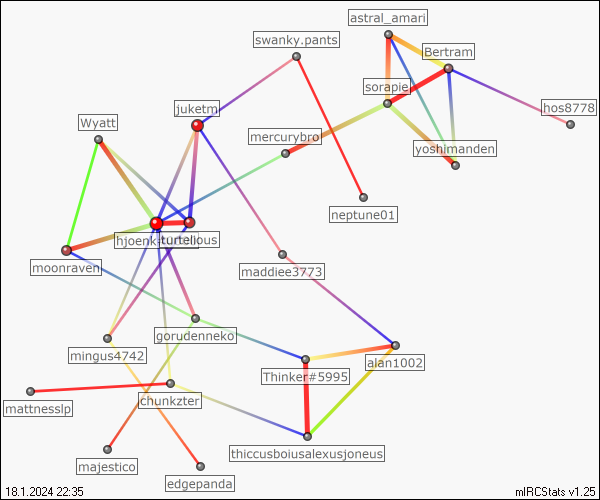 astral_amari
swanky.pants
Bertram
sorapie
hos8778
juketm
Wyatt
mercurybro
yoshimanden
neptune01
turtelious
moonraven
maddiee3773
gorudenneko
mingus4742
alan1002
Thinker#5995
chunkzter
mattnesslp
thiccusboiusalexusjoneus
majestico
edgepanda
18.1.2024 22:35
mIRCStats v1.25